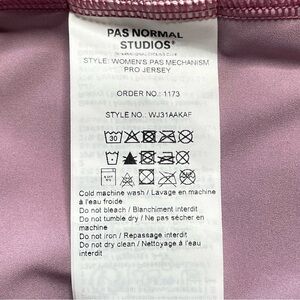 PAS NORMAL
STUDIOS®
STYLE: WOMEN'S PAS MECHANISM
PRO JERSEY
ORDER NO.: 1173
STYLE NO.: WJ31AAKAF
30
Cold machine wash / Lavage en machine
à l'eau froide
Do not bleach / Blanchiment interdit
Do not tumble dry / Ne pas sécher en
machine
Do not iron / Repassage interdit
Do not dry clean / Nettoyage à l'eau
interdit